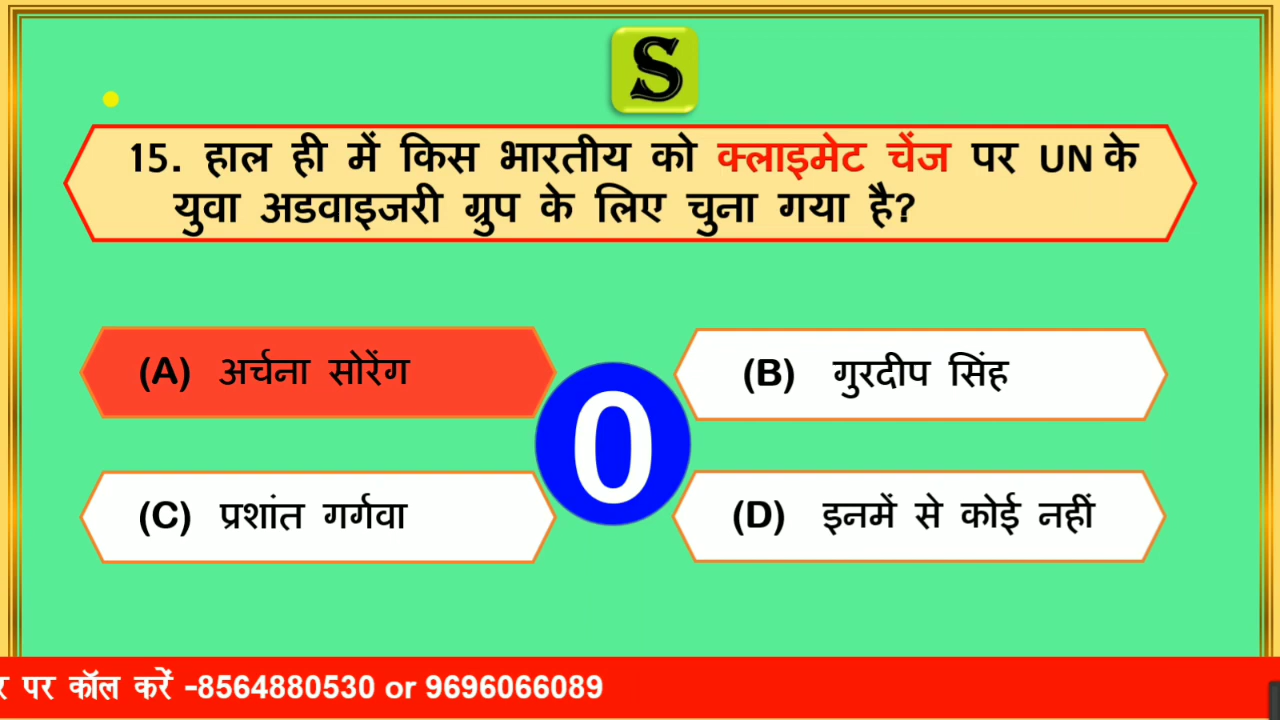 S
15. हाल ही में किस भारतीय को क्लाइमेट चेंज पर UN के
युवा अडवाइजरी ग्रुप के लिए चुना गया है?
(A) अर्चना सोरेंग
(B) गुरदीप सिंह
0
(C) प्रशांत गर्गवा
(D) इनमें से कोई नहीं
पर कॉल करें -8564880530 or 9696066089